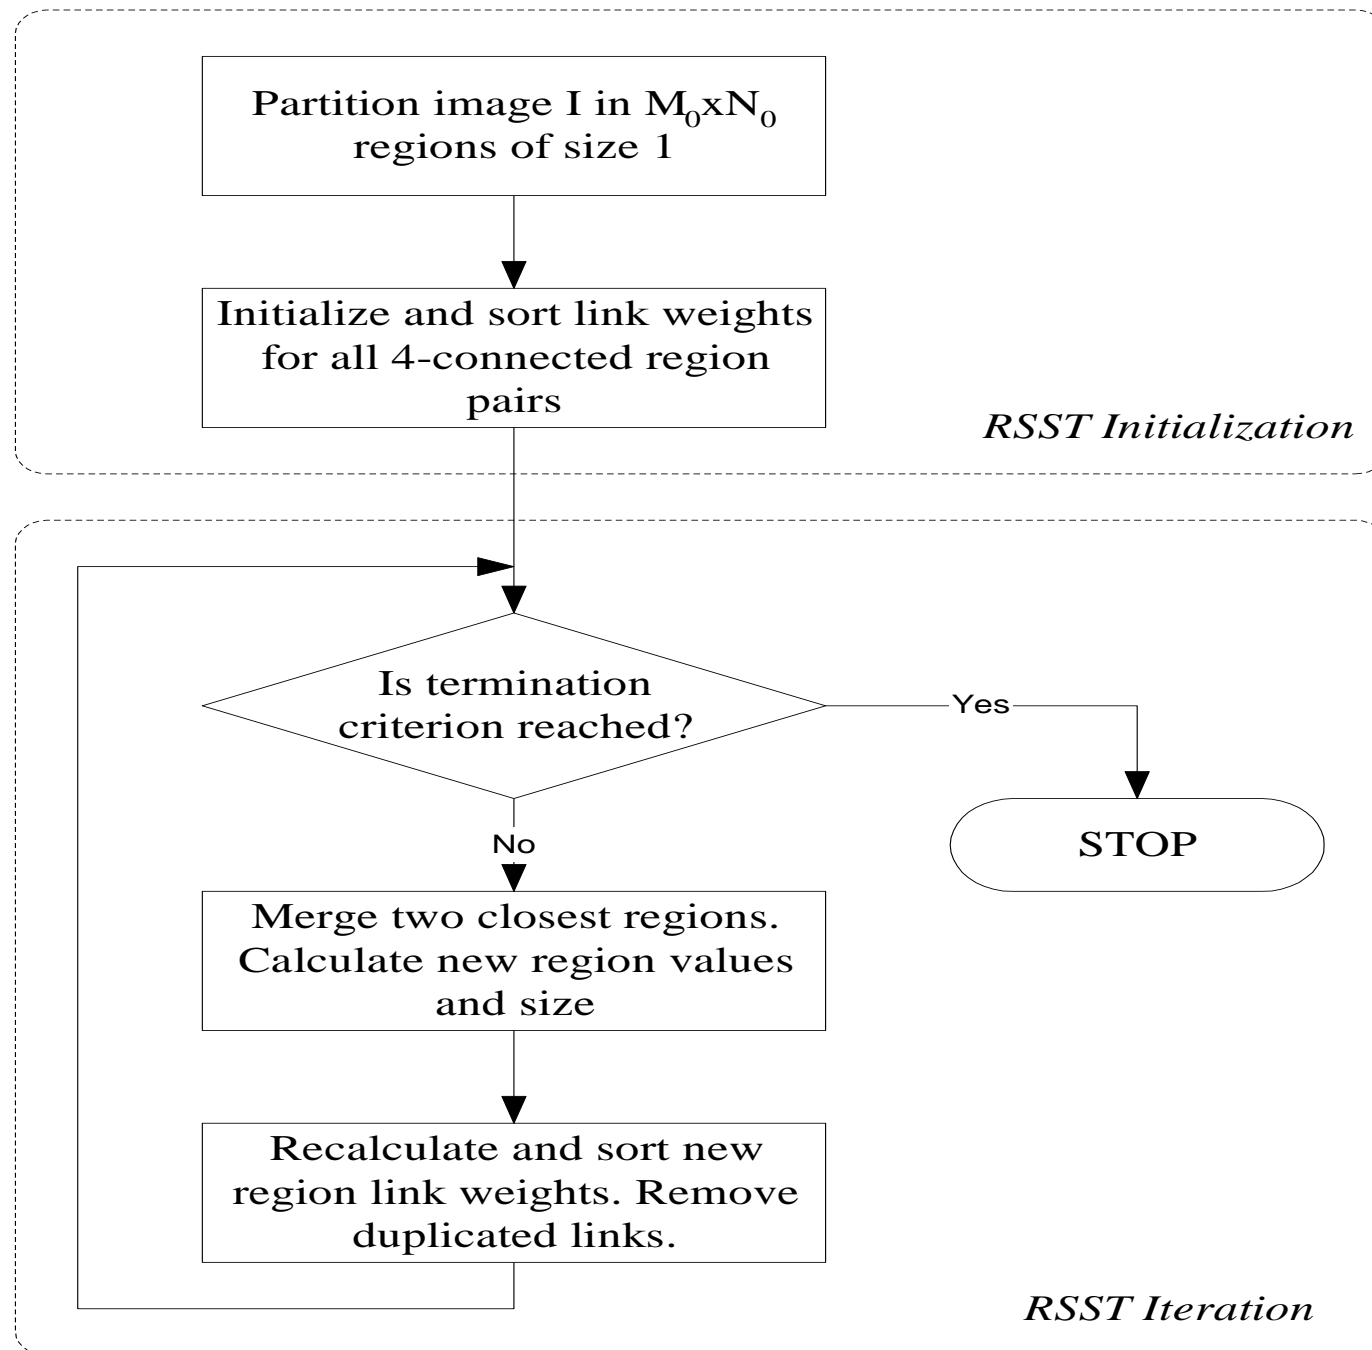 Partition image I in M₀xN₀
regions of size 1
Initialize and sort link weights
for all 4-connected region
pairs
RSST Initialization
Is termination
criterion reached?
Yes
No
STOP
Merge two closest regions.
Calculate new region values
and size
Recalculate and sort new
region link weights. Remove
duplicated links.
RSST Iteration